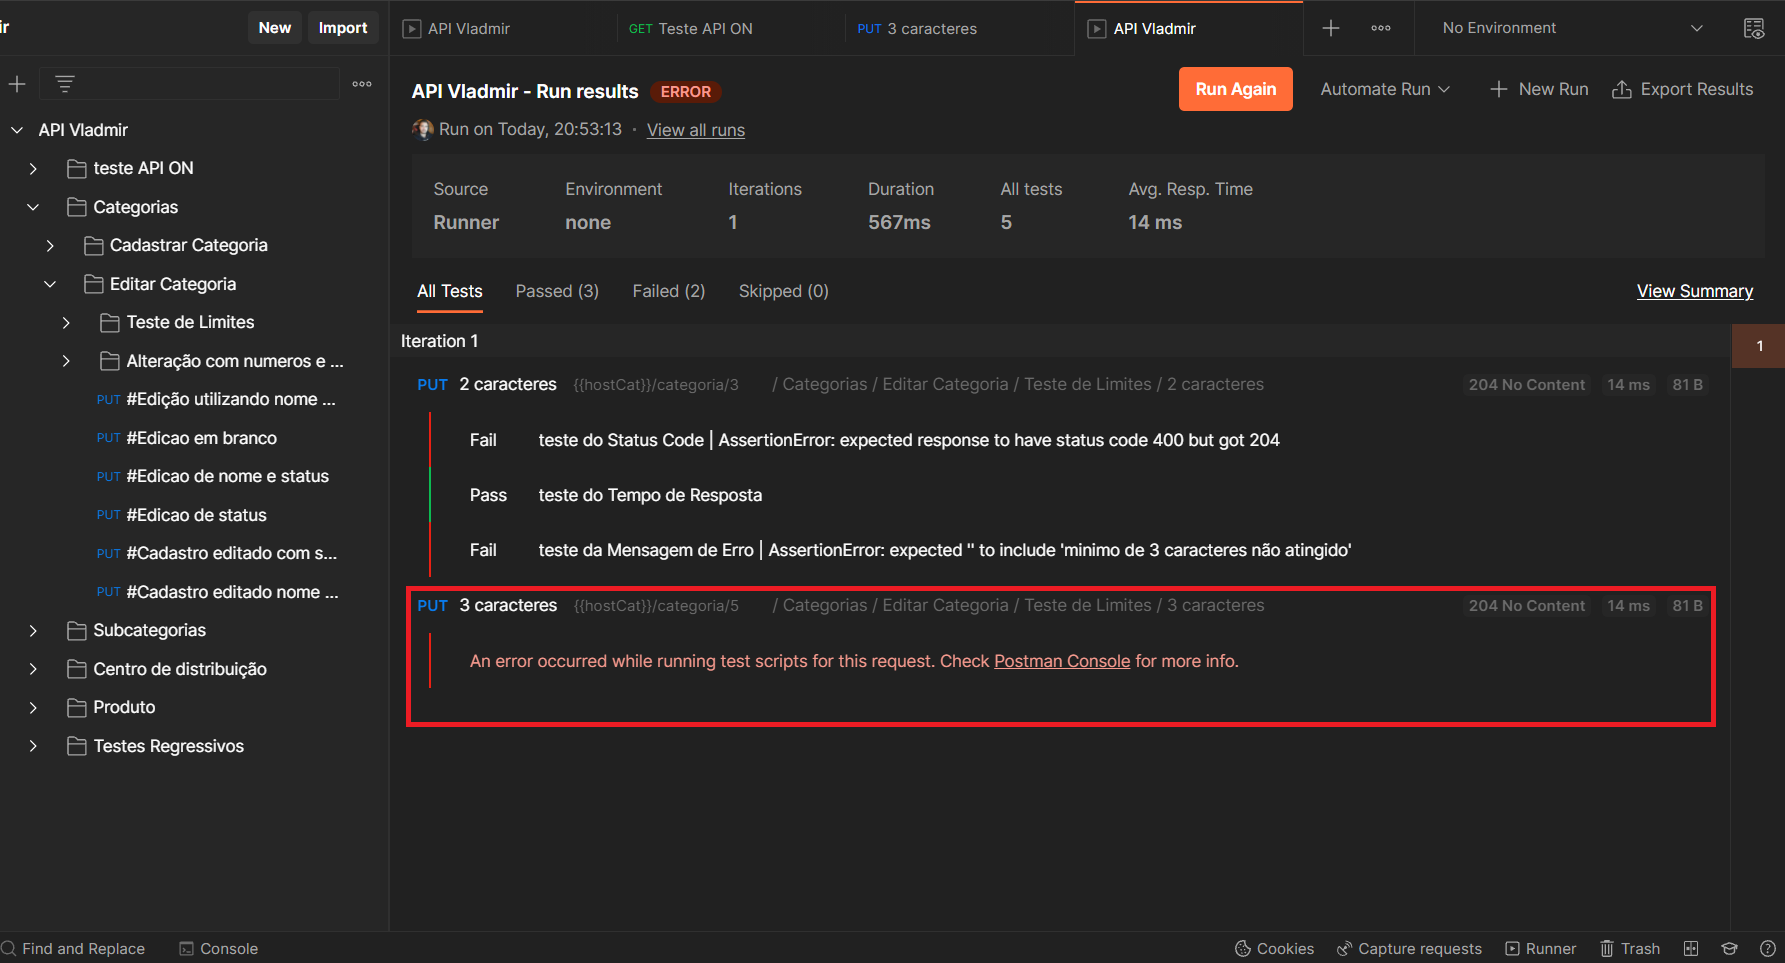 ir
New
Import
API Vladmir
GET Teste API ON
PUT 3 caracteres
API Vladmir
No Environment
API Vladmir
teste API ON
Categorias
Cadastrar Categoria
Editar Categoria
Teste de Limites
Alteração com numeros e ...
PUT #Edição utilizando nome ...
PUT #Edicao em branco
PUT #Edicao de nome e status
PUT #Edicao de status
PUT #Cadastro editado com s...
PUT #Cadastro editado nome ...
Subcategorias
Centro de distribuição
Produto
Testes Regressivos
API Vladmir - Run results ERROR
Run Again
Automate Run
New Run
Export Results
Run on Today, 20:53:13 · View all runs
Source Environment Iterations Duration All tests Avg. Resp. Time
Runner none 1 567ms 5 14 ms
All Tests Passed (3) Failed (2) Skipped (0) View Summary
Iteration 1
1
PUT 2 caracteres {{hostCat}}/categoria/3 / Categorias / Editar Categoria / Teste de Limites / 2 caracteres 204 No Content 14 ms 81 B
Fail teste do Status Code | AssertionError: expected response to have status code 400 but got 204
Pass teste do Tempo de Resposta
Fail teste da Mensagem de Erro | AssertionError: expected '' to include 'minimo de 3 caracteres não atingido'
PUT 3 caracteres {{hostCat}}/categoria/5 / Categorias / Editar Categoria / Teste de Limites / 3 caracteres 204 No Content 14 ms 81 B
An error occurred while running test scripts for this request. Check Postman Console for more info.
Find and Replace Console Cookies Capture requests Runner Trash